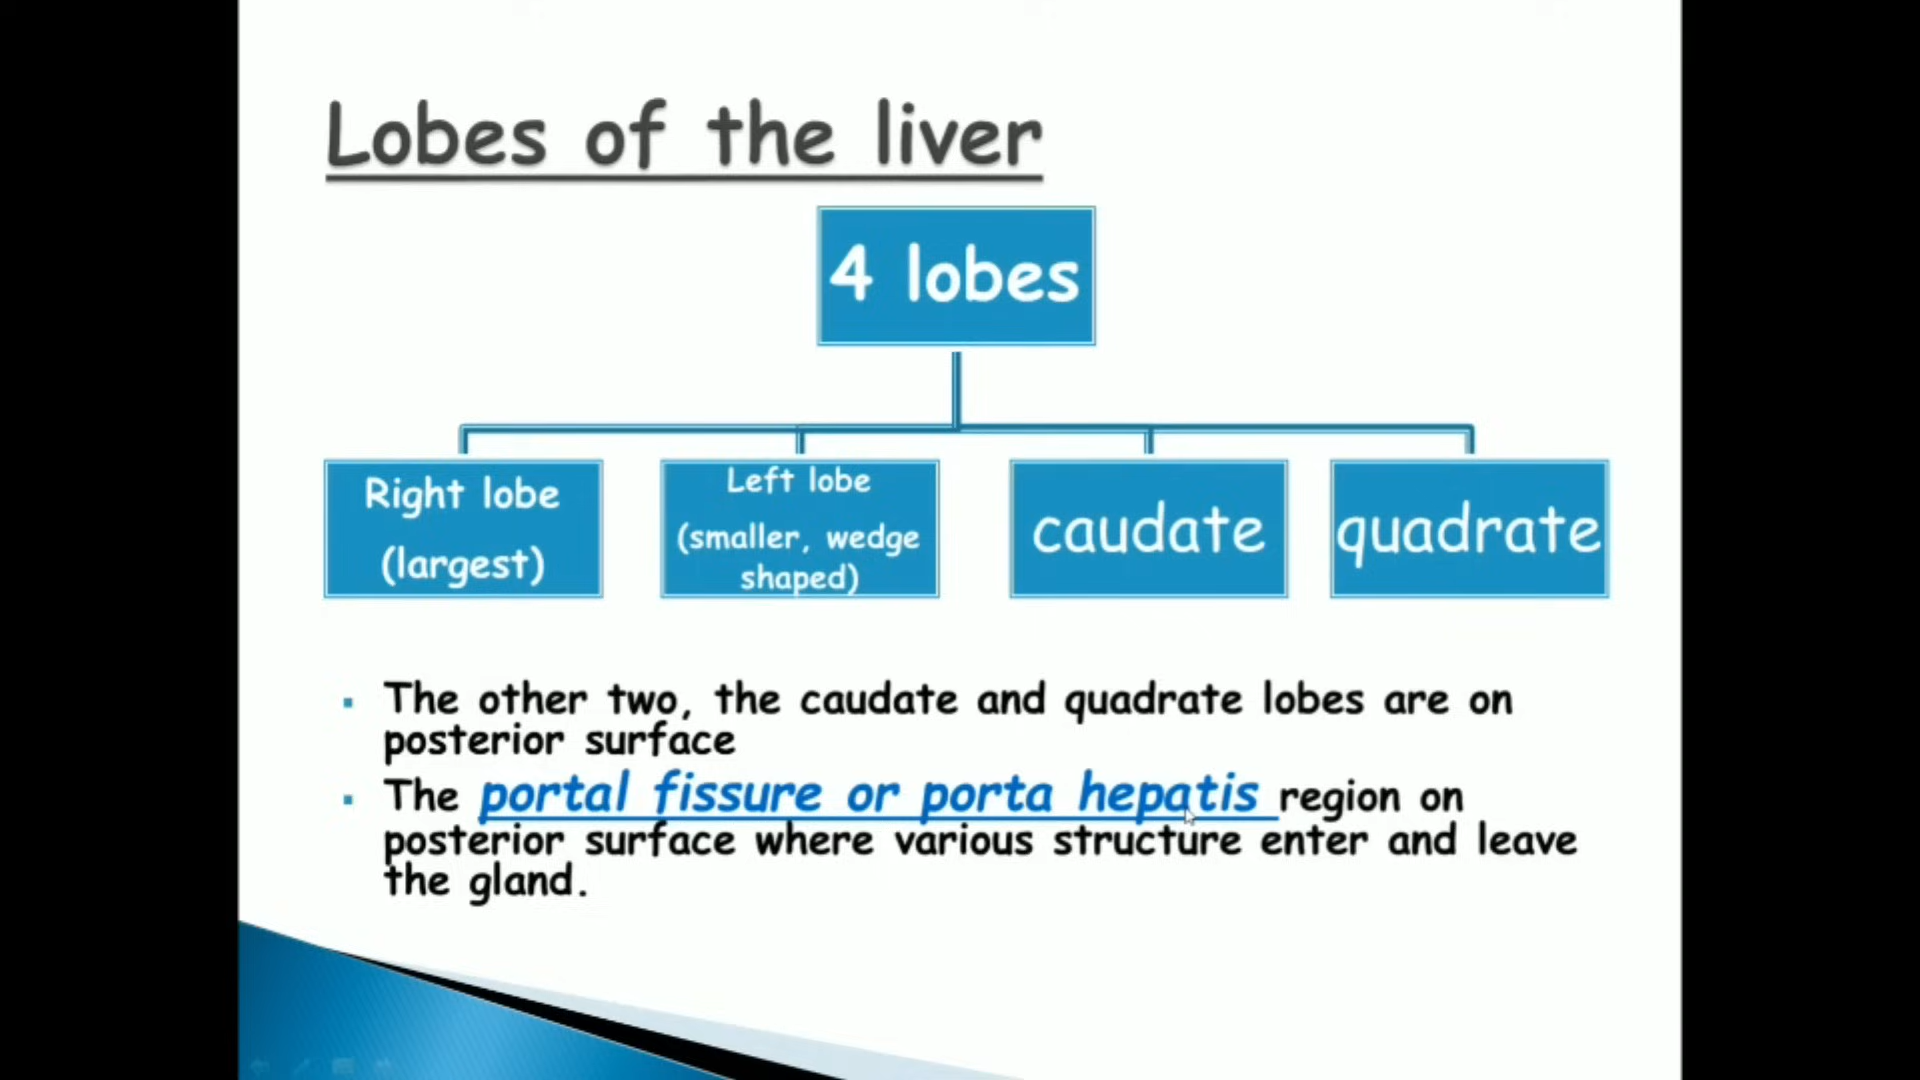 Lobes of the liver
4 lobes
Right lobe
(largest)
Left lobe
(smaller, wedge
shaped)
caudate
quadrate
The other two, the caudate and quadrate lobes are on
posterior surface
The portal fissure or porta hepatis region on
posterior surface where various structure enter and leave
the gland.